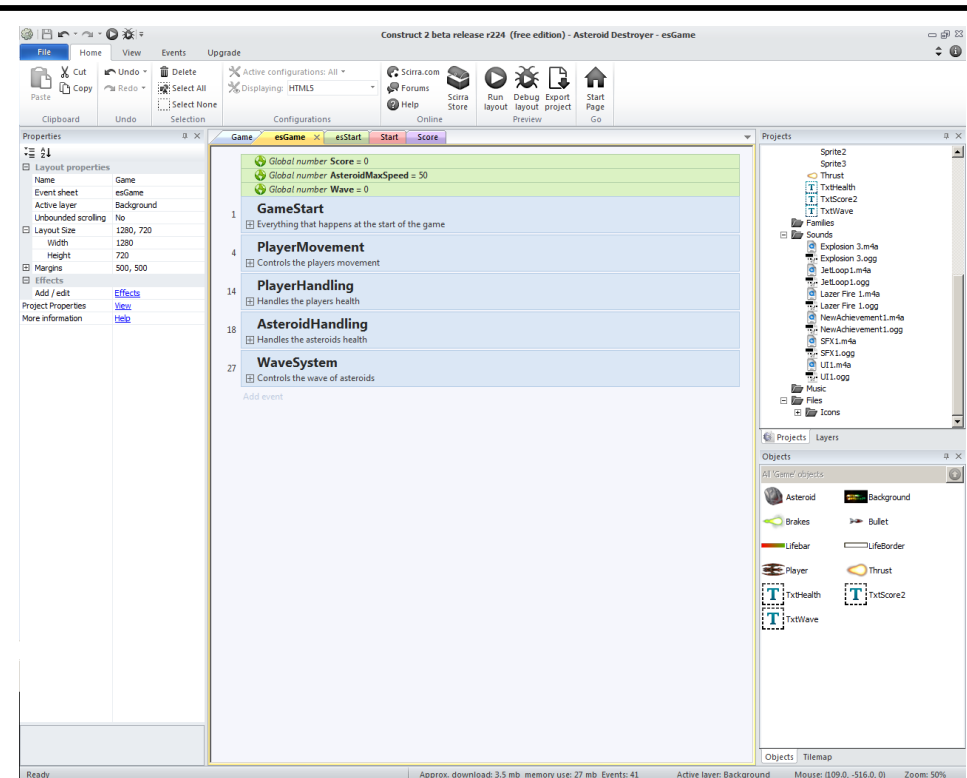 Construct 2 beta release r224 (free edition) - Asteroid Destroyer - esGame
File Home View Events Upgrade
Paste
Cut
Copy
Clipboard
Undo
Redo
Undo
Delete
Select All
Select None
Selection
Active configurations: All
Displaying: HTML5
Configurations
Scirra.com
Forums
Help
Scirra Store
Online
Run layout
Debug layout
Export project
Preview
Start Page
Go
Properties
Layout properties
Name Game
Event sheet esGame
Active layer Background
Unbounded scrolling No
Layout Size 1280, 720
Width 1280
Height 720
Margins 500, 500
Effects
Add / edit Effects
Project Properties View
More information Help
Game esGame esStart Start Score
Global number Score = 0
Global number AsteroidMaxSpeed = 50
Global number Wave = 0
1 GameStart
Everything that happens at the start of the game
4 PlayerMovement
Controls the players movement
14 PlayerHandling
Handles the players health
18 AsteroidHandling
Handles the asteroids health
27 WaveSystem
Controls the wave of asteroids
Add event
Projects
Sprite2
Sprite3
Thrust
TxtHealth
TxtScore2
TxtWave
Families
Sounds
Explosion 3.m4a
Explosion 3.ogg
JetLoop1.m4a
JetLoop1.ogg
Lazer Fire 1.m4a
Lazer Fire 1.ogg
NewAchievement1.m4a
NewAchievement1.ogg
SFX1.m4a
SFX1.ogg
UI1.m4a
UI1.ogg
Music
Files
Icons
Projects Layers
Objects
All 'Game' objects
Asteroid Background
Brakes Bullet
Lifebar LifeBorder
Player Thrust
T TxtHealth T TxtScore2
T TxtWave
Objects Tilemap
Ready Approx. download: 3.5 mb memory use: 27 mb Events: 41 Active layer: Background Mouse: (109.0, -516.0, 0) Zoom: 50%